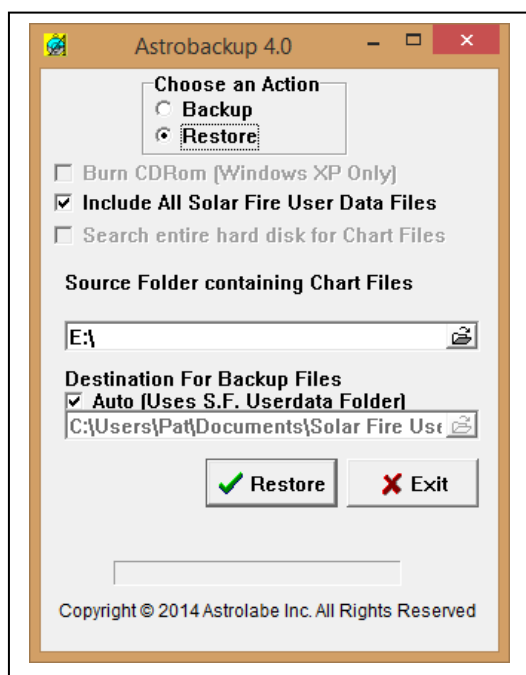 Astrobackup 4.0
Choose an Action
Backup
Restore
Burn CDRom (Windows XP Only)
Include All Solar Fire User Data Files
Search entire hard disk for Chart Files
Source Folder containing Chart Files
E:\
Destination For Backup Files
Auto (Uses S.F. Userdata Folder)
C:\Users\Pat\Documents\Solar Fire Use
Restore Exit
Copyright © 2014 Astrolabe Inc. All Rights Reserved